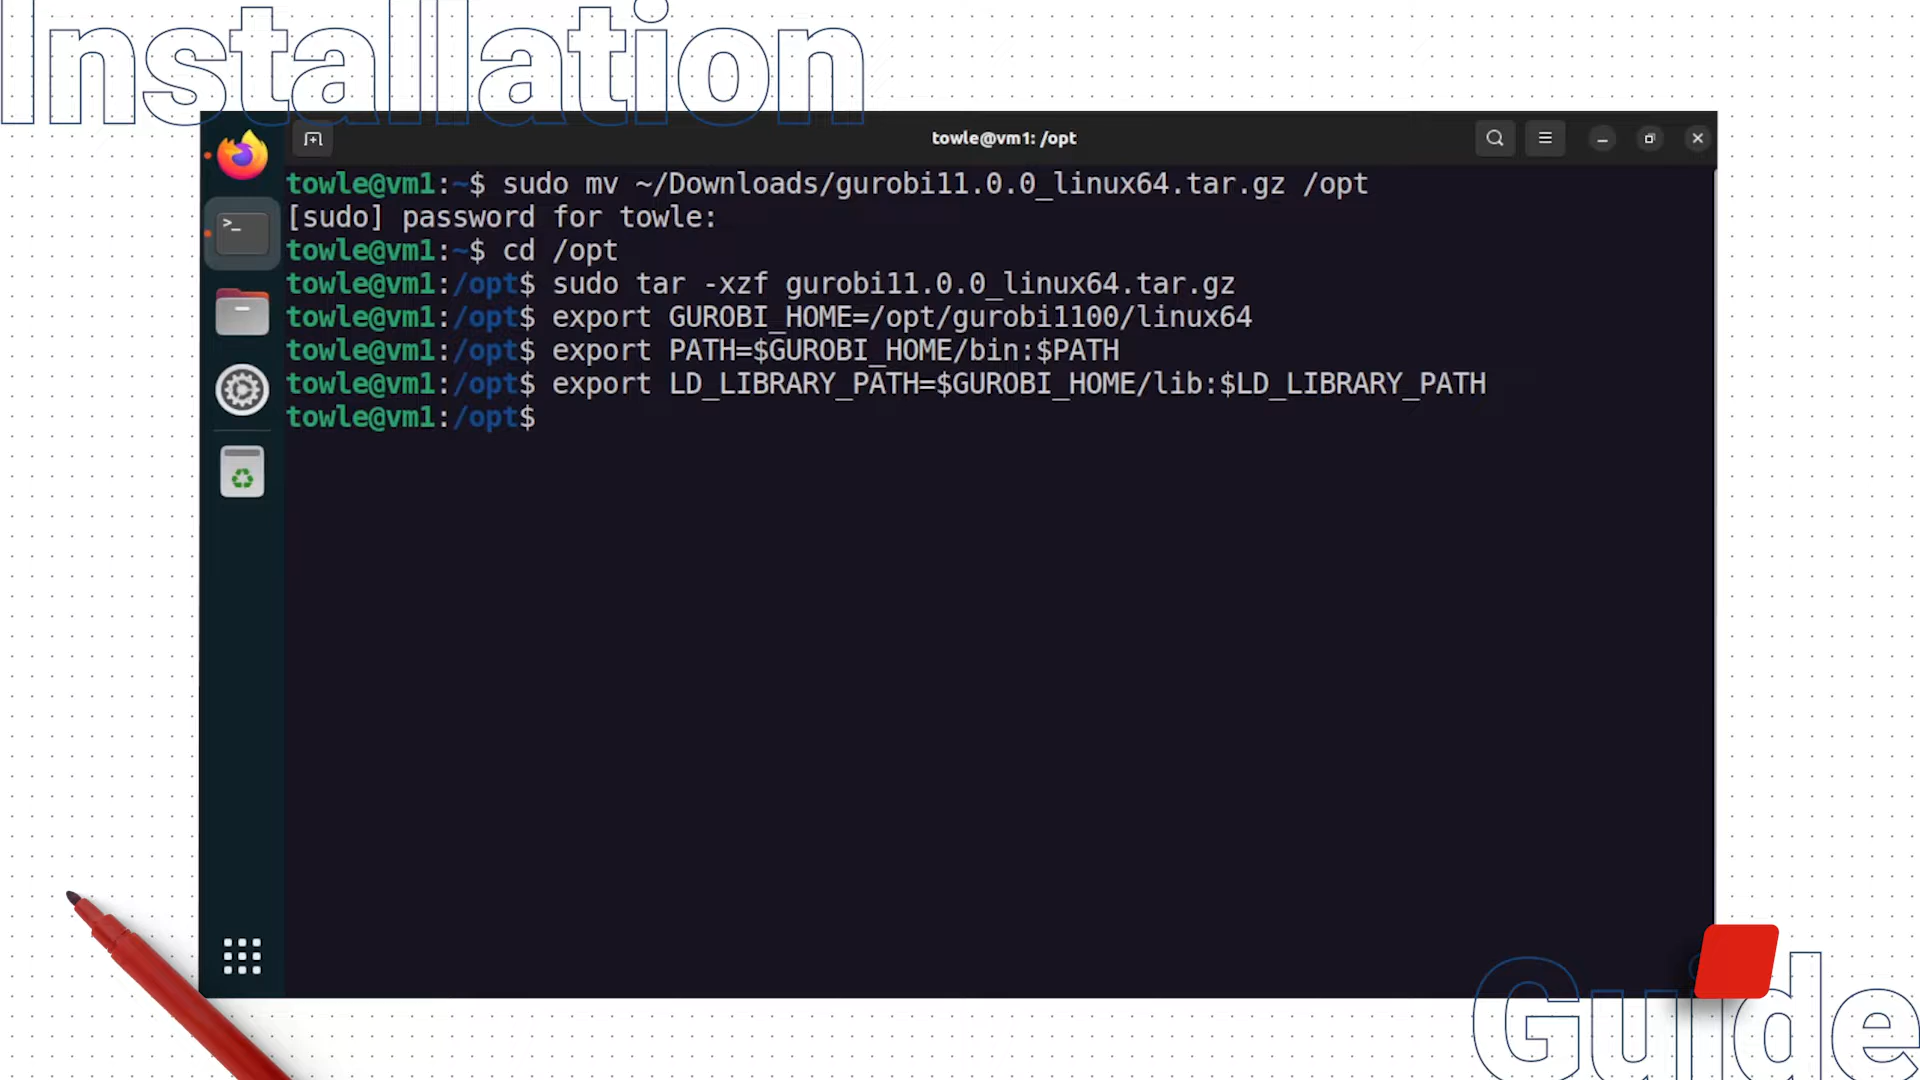 Installation
towle@vm1: /opt
towle@vm1:~$ sudo mv ~/Downloads/gurobi11.0.0_linux64.tar.gz /opt
[sudo] password for towle:
towle@vm1:~$ cd /opt
towle@vm1:/opt$ sudo tar -xzf gurobi11.0.0_linux64.tar.gz
towle@vm1:/opt$ export GUROBI_HOME=/opt/gurobi1100/linux64
towle@vm1:/opt$ export PATH=$GUROBI_HOME/bin:$PATH
towle@vm1:/opt$ export LD_LIBRARY_PATH=$GUROBI_HOME/lib:$LD_LIBRARY_PATH
towle@vm1:/opt$
Guide